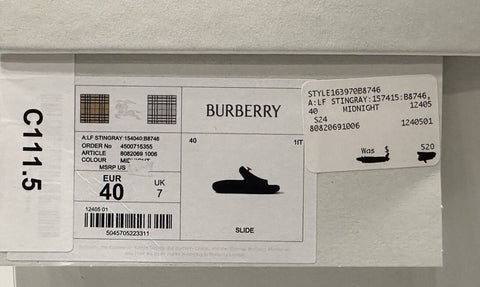 C111.5
BURBERRY
A:LF STINGRAY:154040:B8746
ORDER No 4500715355
ARTICLE 8082069 1006
COLOUR
MSRP US
EUR
40
UK
7
12405 01
5045705223311
40 1IT
SLIDE
STYLE163970B8746
A:LF STINGRAY:157415:B8746,
40 MIDNIGHT 12405
S24
80820691006 1240501
Was $ 520